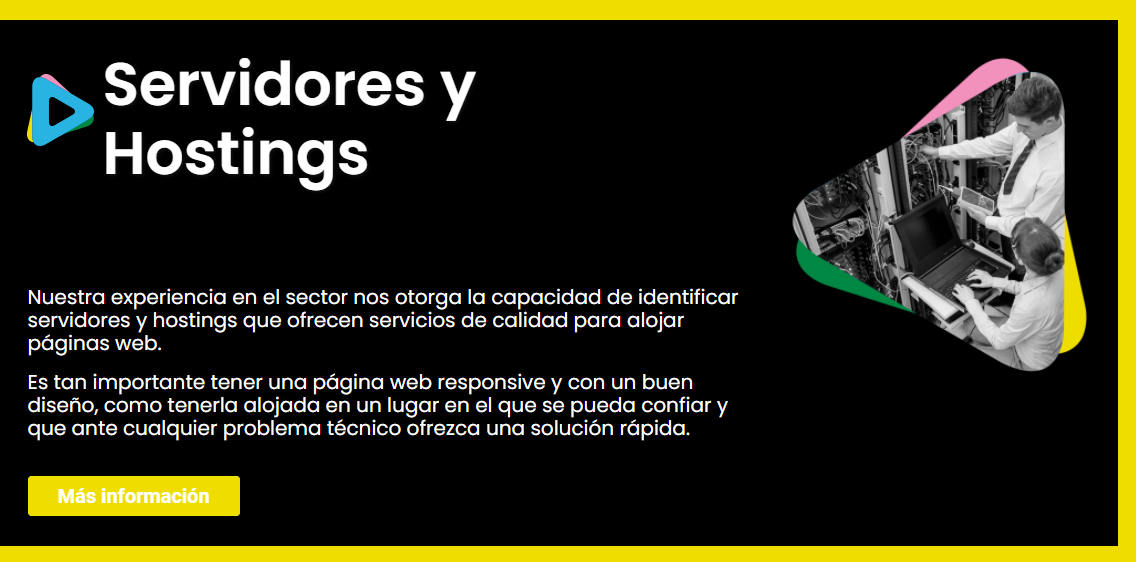 Servidores y
Hostings
Nuestra experiencia en el sector nos otorga la capacidad de identificar
servidores y hostings que ofrecen servicios de calidad para alojar
páginas web.
Es tan importante tener una página web responsive y con un buen
diseño, como tenerla alojada en un lugar en el que se pueda confiar y
que ante cualquier problema técnico ofrezca una solución rápida.
Más información